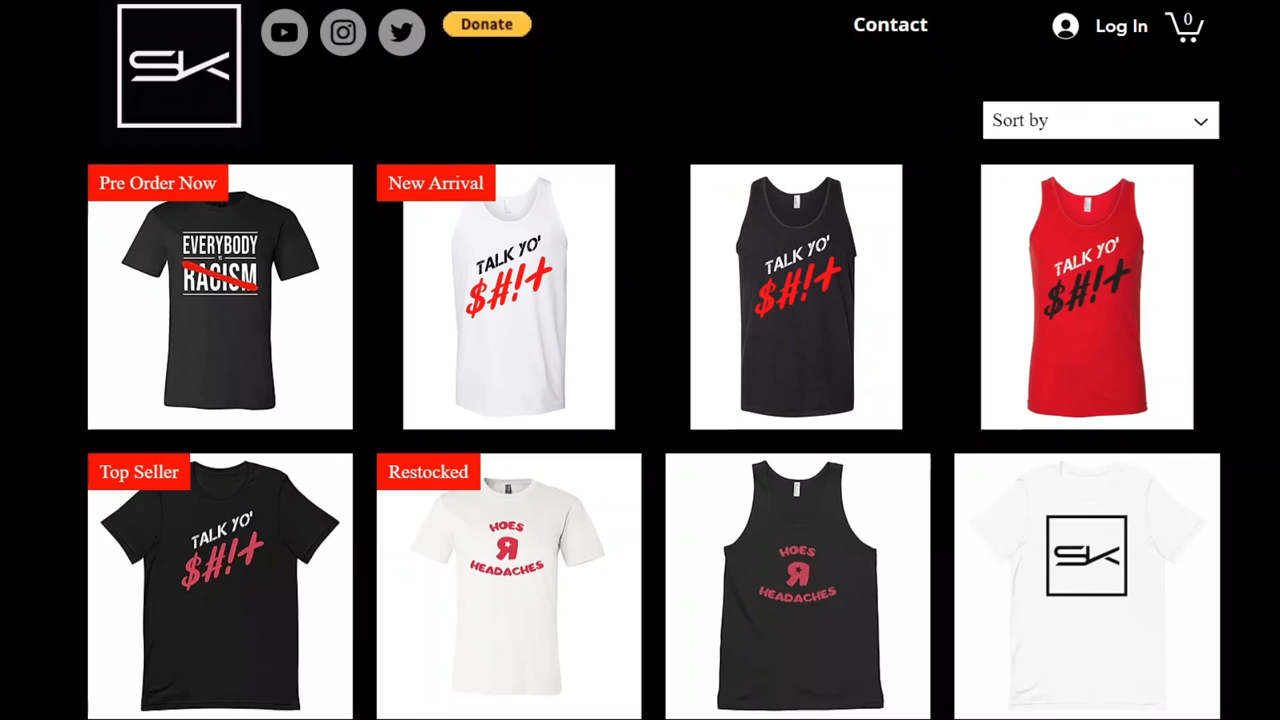 SK
Donate
Contact
Log In
0
Sort by
Pre Order Now
EVERYBODY
VS
RACISM
New Arrival
TALK YO'
$#!+
TALK YO'
$#!+
TALK YO'
$#!+
Top Seller
TALK YO'
$#!+
Restocked
HOES
Я
HEADACHES
HOES
Я
HEADACHES
SK